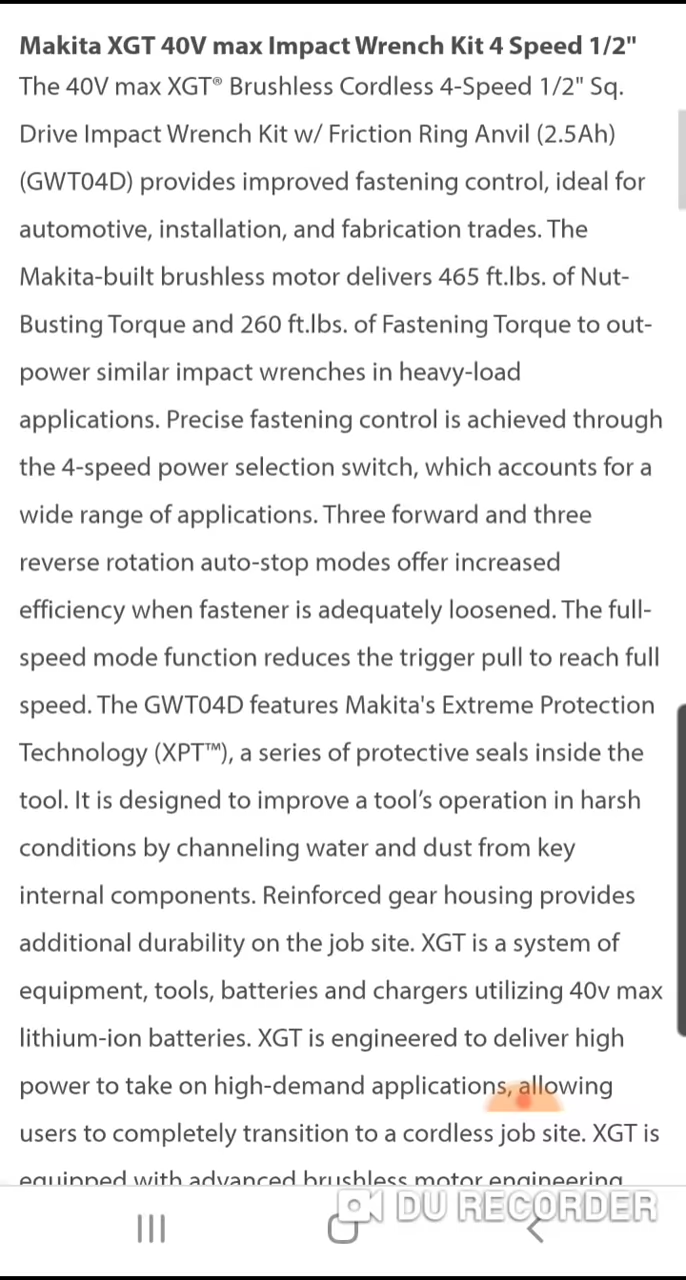 Makita XGT 40V max Impact Wrench Kit 4 Speed 1/2"
The 40V max XGT® Brushless Cordless 4-Speed 1/2" Sq.
Drive Impact Wrench Kit w/ Friction Ring Anvil (2.5Ah)
(GWT04D) provides improved fastening control, ideal for
automotive, installation, and fabrication trades. The
Makita-built brushless motor delivers 465 ft.lbs. of Nut-
Busting Torque and 260 ft.lbs. of Fastening Torque to out-
power similar impact wrenches in heavy-load
applications. Precise fastening control is achieved through
the 4-speed power selection switch, which accounts for a
wide range of applications. Three forward and three
reverse rotation auto-stop modes offer increased
efficiency when fastener is adequately loosened. The full-
speed mode function reduces the trigger pull to reach full
speed. The GWT04D features Makita's Extreme Protection
Technology (XPT™), a series of protective seals inside the
tool. It is designed to improve a tool’s operation in harsh
conditions by channeling water and dust from key
internal components. Reinforced gear housing provides
additional durability on the job site. XGT is a system of
equipment, tools, batteries and chargers utilizing 40v max
lithium-ion batteries. XGT is engineered to deliver high
power to take on high-demand applications, allowing
users to completely transition to a cordless job site. XGT is
equipped with advanced brushless motor engineering
DU RECORDER